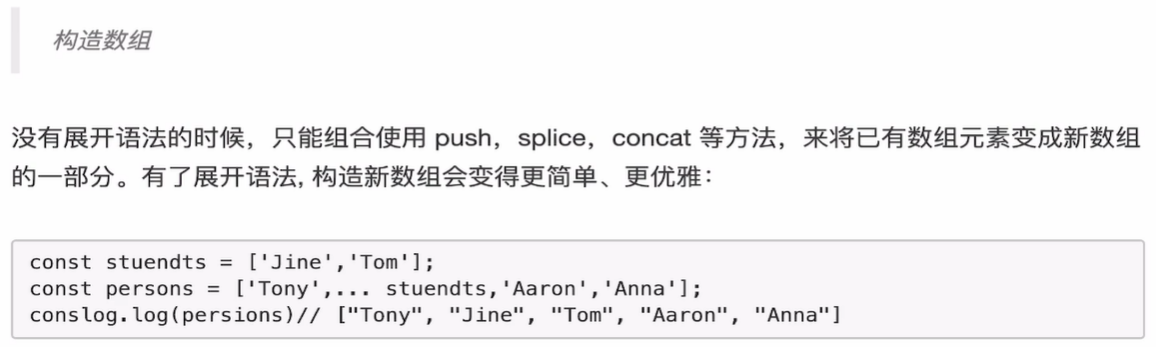 构造数组
没有展开语法的时候，只能组合使用 push，splice，concat 等方法，来将已有数组元素变成新数组
的一部分。有了展开语法, 构造新数组会变得更简单、更优雅：
const stuendts = ['Jine','Tom'];
const persons = ['Tony',... stuendts,'Aaron','Anna'];
conslog.log(persions)// ["Tony", "Jine", "Tom", "Aaron", "Anna"]